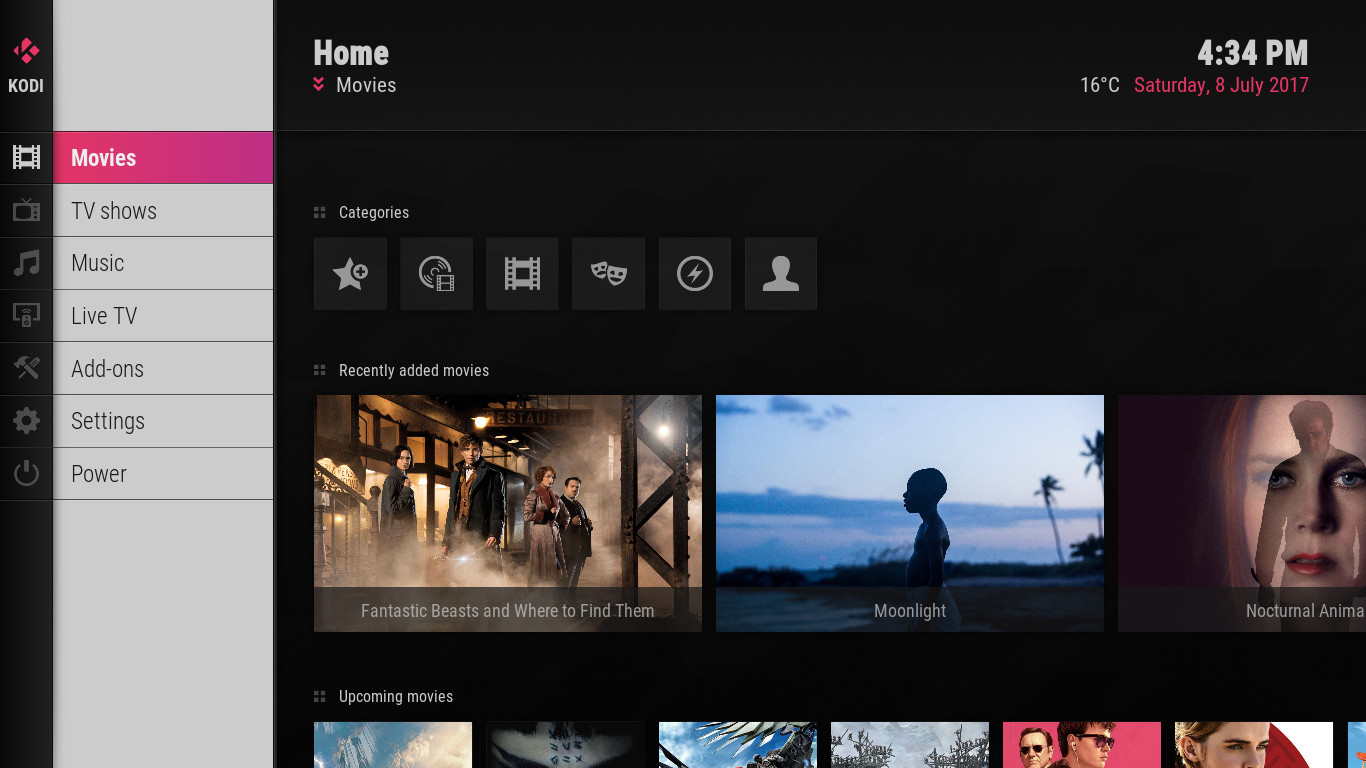 KODI
Home
Movies
4:34 PM
16°C Saturday, 8 July 2017
Movies
TV shows
Music
Live TV
Add-ons
Settings
Power
Categories
Recently added movies
ESTAURAN
Fantastic Beasts and Where to Find Them
Moonlight
Nocturnal Anima
Upcoming movies